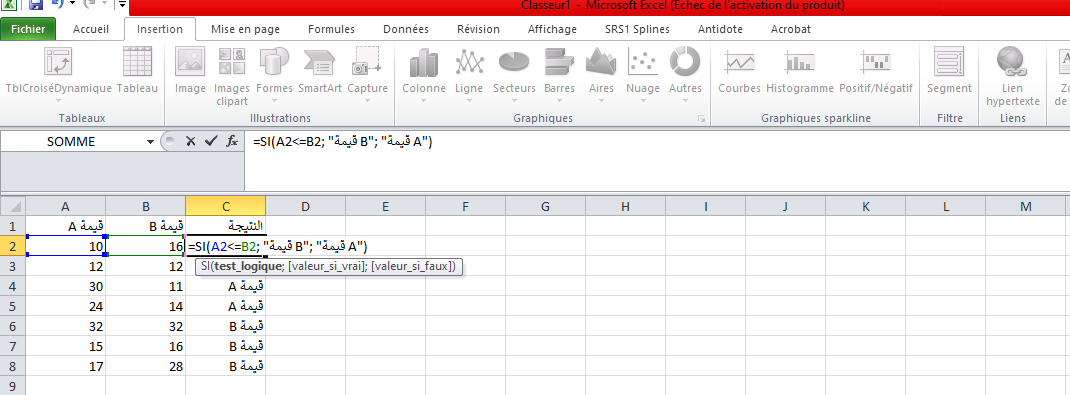 Classeur1 - Microsoft Excel (Échec de l'activation du produit)
Fichier Accueil Insertion Mise en page Formules Données Révision Affichage SRS1 Splines Antidote Acrobat
TblCroiséDynamique Tableau Image Images clipart Formes SmartArt Capture Colonne Ligne Secteurs Barres Aires Nuage Autres Courbes Histogramme Positif/Négatif Segment Lien hypertexte
Tableaux Illustrations Graphiques Graphiques sparkline Filtre Liens
SOMME fx =SI(A2<=B2; "قيمة B"; "قيمة A")
A B C D E F G H I J K L M
1 قيمة A قيمة B النتيجة
2 10 16 =SI(A2<=B2; "قيمة B"; "قيمة A")
SI(test_logique; [valeur_si_vrai]; [valeur_si_faux])
3 12 12
4 30 11 قيمة A
5 24 14 قيمة A
6 32 32 قيمة B
7 15 16 قيمة B
8 17 28 قيمة B
9